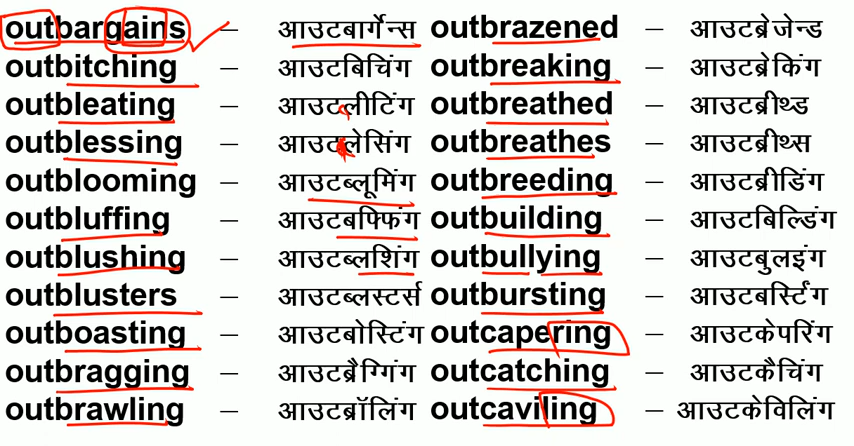 outbargains – आउटबार्गेन्स outbrazened – आउटब्रेजेन्ड
outbitching – आउटबिचिंग outbreaking – आउटब्रेकिंग
outbleating – आउटलीटिंग outbreathed – आउटब्रीथ्ड
outblessing – आउटलेसिंग outbreathes – आउटब्रीथ्स
outblooming – आउटब्लूमिंग outbreeding – आउटब्रीडिंग
outbluffing – आउटबफ्फिंग outbuilding – आउटबिल्डिंग
outblushing – आउटब्लशिंग outbullying – आउटबुलइंग
outblusters – आउटब्लस्टर्स outbursting – आउटबर्स्टिंग
outboasting – आउटबोस्टिंग outcapering – आउटकेपरिंग
outbragging – आउटब्रैग्गिंग outcatching – आउटकैचिंग
outbrawling – आउटब्रॉलिंग outcaviling – आउटकेविलिंग